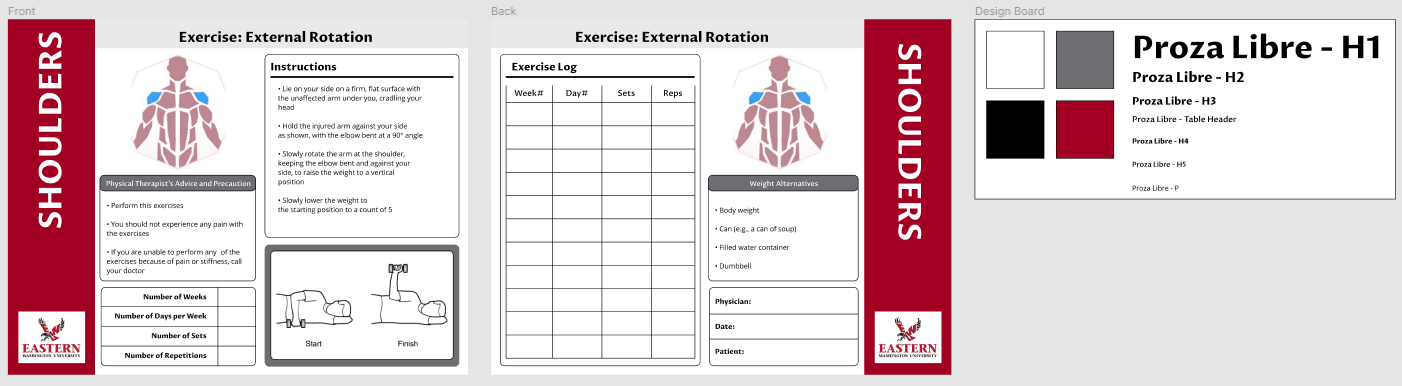 Front
SHOULDERS
EASTERN
WASHINGTON UNIVERSITY
Exercise: External Rotation
Physical Therapist's Advice and Precaution
• Perform this exercises
• You should not experience any pain with
the exercises
• If you are unable to perform any of the
exercises because of pain or stiffness, call
your doctor
Number of Weeks
Number of Days per Week
Number of Sets
Number of Repetitions
Instructions
• Lie on your side on a firm, flat surface with
the unaffected arm under you, cradling your
head
• Hold the injured arm against your side
as shown, with the elbow bent at a 90° angle
• Slowly rotate the arm at the shoulder,
keeping the elbow bent and against your
side, to raise the weight to a vertical
position
• Slowly lower the weight to
the starting position to a count of 5
Start Finish
Back
Exercise: External Rotation
Exercise Log
Week# Day# Sets Reps
Weight Alternatives
• Body weight
• Can (e.g., a can of soup)
• Filled water container
• Dumbbell
Physician:
Date:
Patient:
SHOULDERS
EASTERN
WASHINGTON UNIVERSITY
Design Board
Proza Libre - H1
Proza Libre - H2
Proza Libre - H3
Proza Libre - Table Header
Proza Libre - H4
Proza Libre - H5
Proza Libre - P